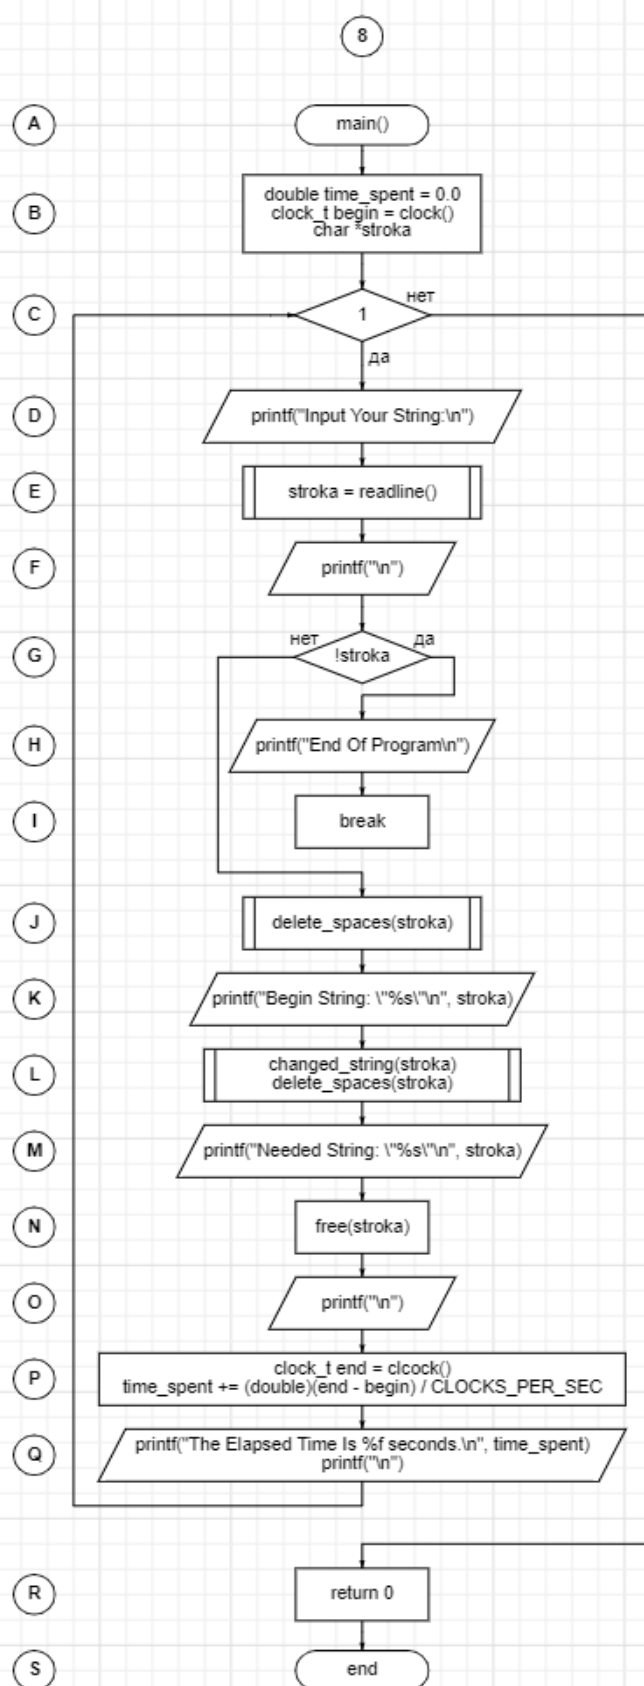 8
A
main()
B
double time_spent = 0.0
clock_t begin = clock()
char *stroka
C
1
нет
да
D
printf("Input Your String:\n")
E
stroka = readline()
F
printf("\n")
G
нет
!stroka
да
H
printf("End Of Program\n")
I
break
J
delete_spaces(stroka)
K
printf("Begin String: \"%s\"\n", stroka)
L
changed_string(stroka)
delete_spaces(stroka)
M
printf("Needed String: \"%s\"\n", stroka)
N
free(stroka)
O
printf("\n")
P
clock_t end = clcock()
time_spent += (double)(end - begin) / CLOCKS_PER_SEC
Q
printf("The Elapsed Time Is %f seconds.\n", time_spent)
printf("\n")
R
return 0
S
end